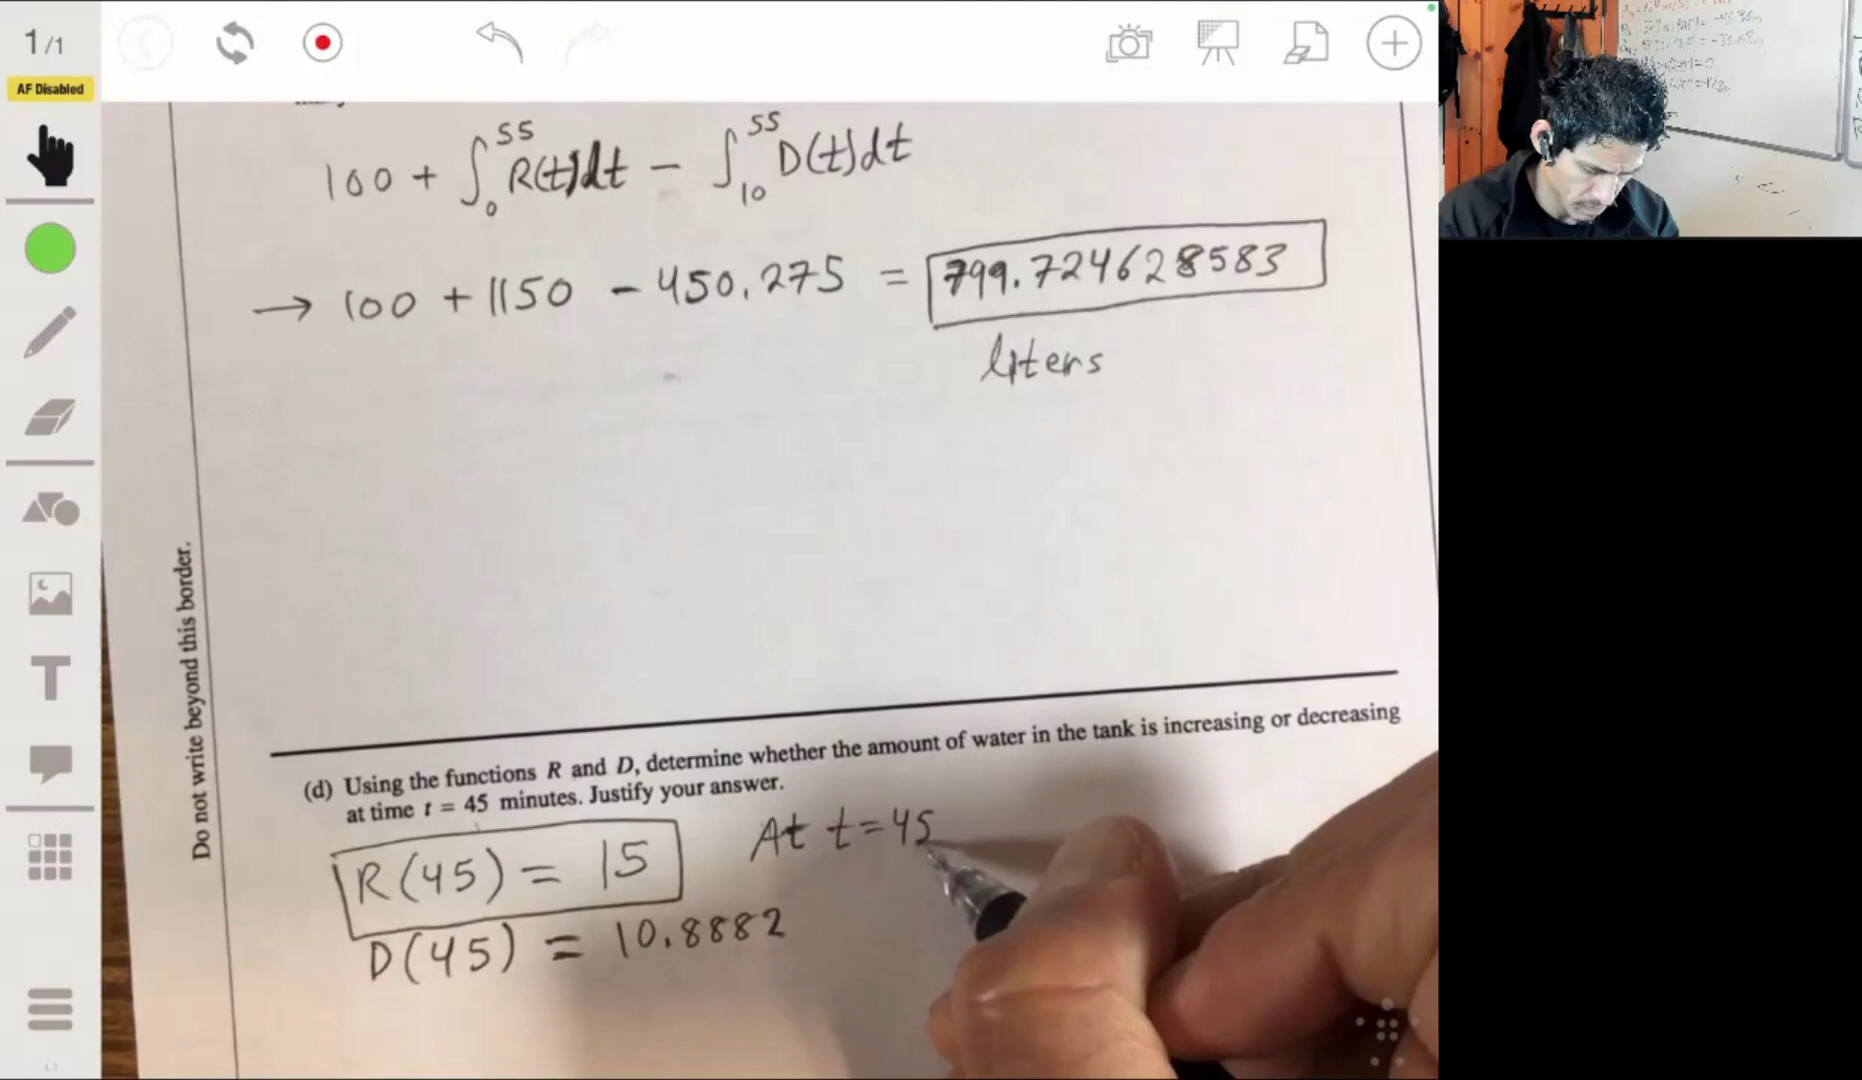 1/1
AF Disabled
100 + ∫₀⁵⁵ R(t)dt − ∫₁₀⁵⁵ D(t)dt
→ 100 + 1150 − 450.275 = 799.724628583
liters
Do not write beyond this border.
(d) Using the functions R and D, determine whether the amount of water in the tank is increasing or decreasing
at time t = 45 minutes. Justify your answer.
R(45) = 15
At t=45
D(45) = 10.8882
T